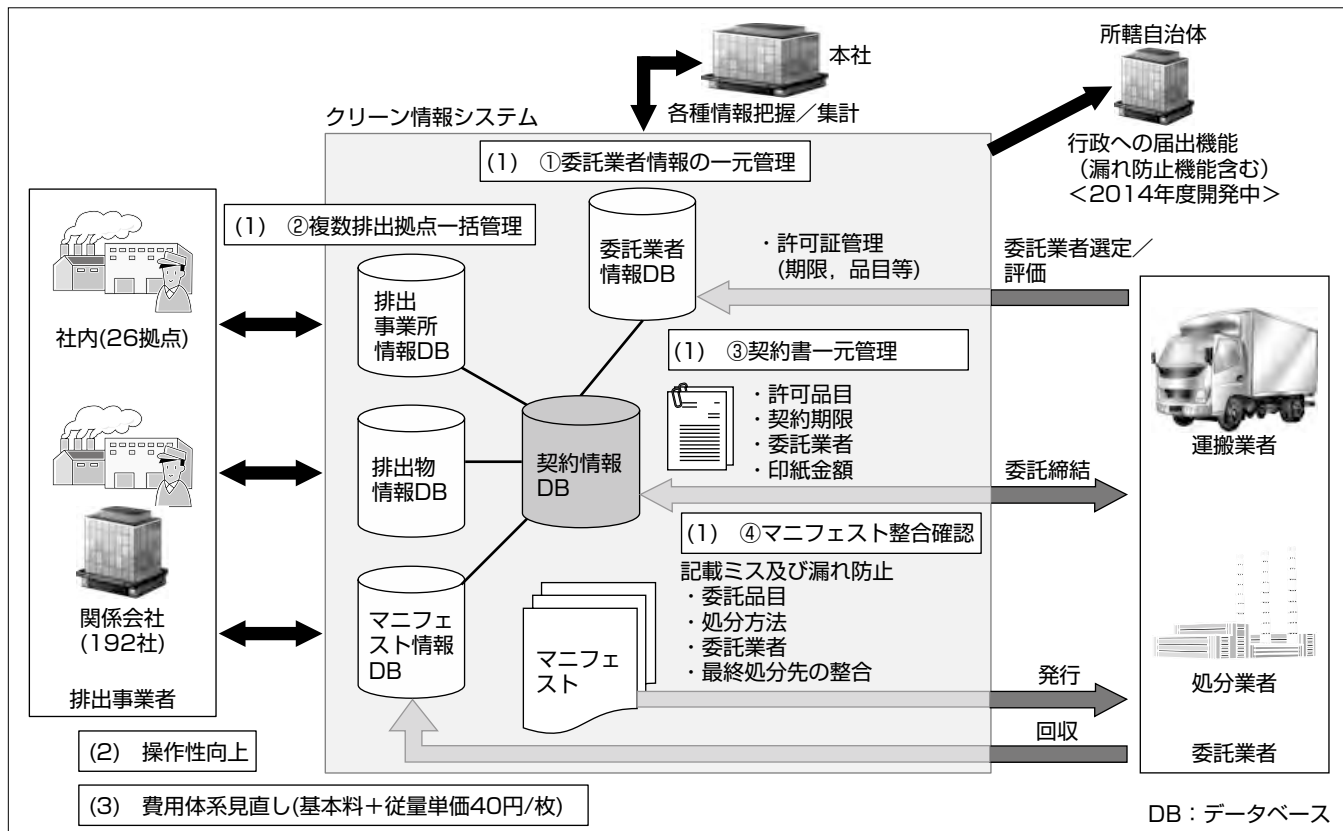 本社
所轄自治体
クリーン情報システム
各種情報把握／集計
行政への届出機能
（漏れ防止機能含む）
＜2014年度開発中＞
(1)　①委託業者情報の一元管理
(1)　②複数排出拠点一括管理
委託業者
情報DB
・許可証管理
(期限，品目等)
委託業者選定／
評価
社内(26拠点)
排出
事業所
情報DB
(1)　③契約書一元管理
・許可品目
・契約期限
・委託業者
・印紙金額
運搬業者
排出物
情報DB
契約情報
DB
委託締結
(1)　④マニフェスト整合確認
記載ミス及び漏れ防止
・委託品目
・処分方法
・委託業者
・最終処分先の整合
関係会社
(192社)
排出事業者
マニフェ
スト情報
DB
マニフェ
スト
発行
回収
処分業者
委託業者
(2)　操作性向上
(3)　費用体系見直し(基本料＋従量単価40円/枚)
DB：データベース